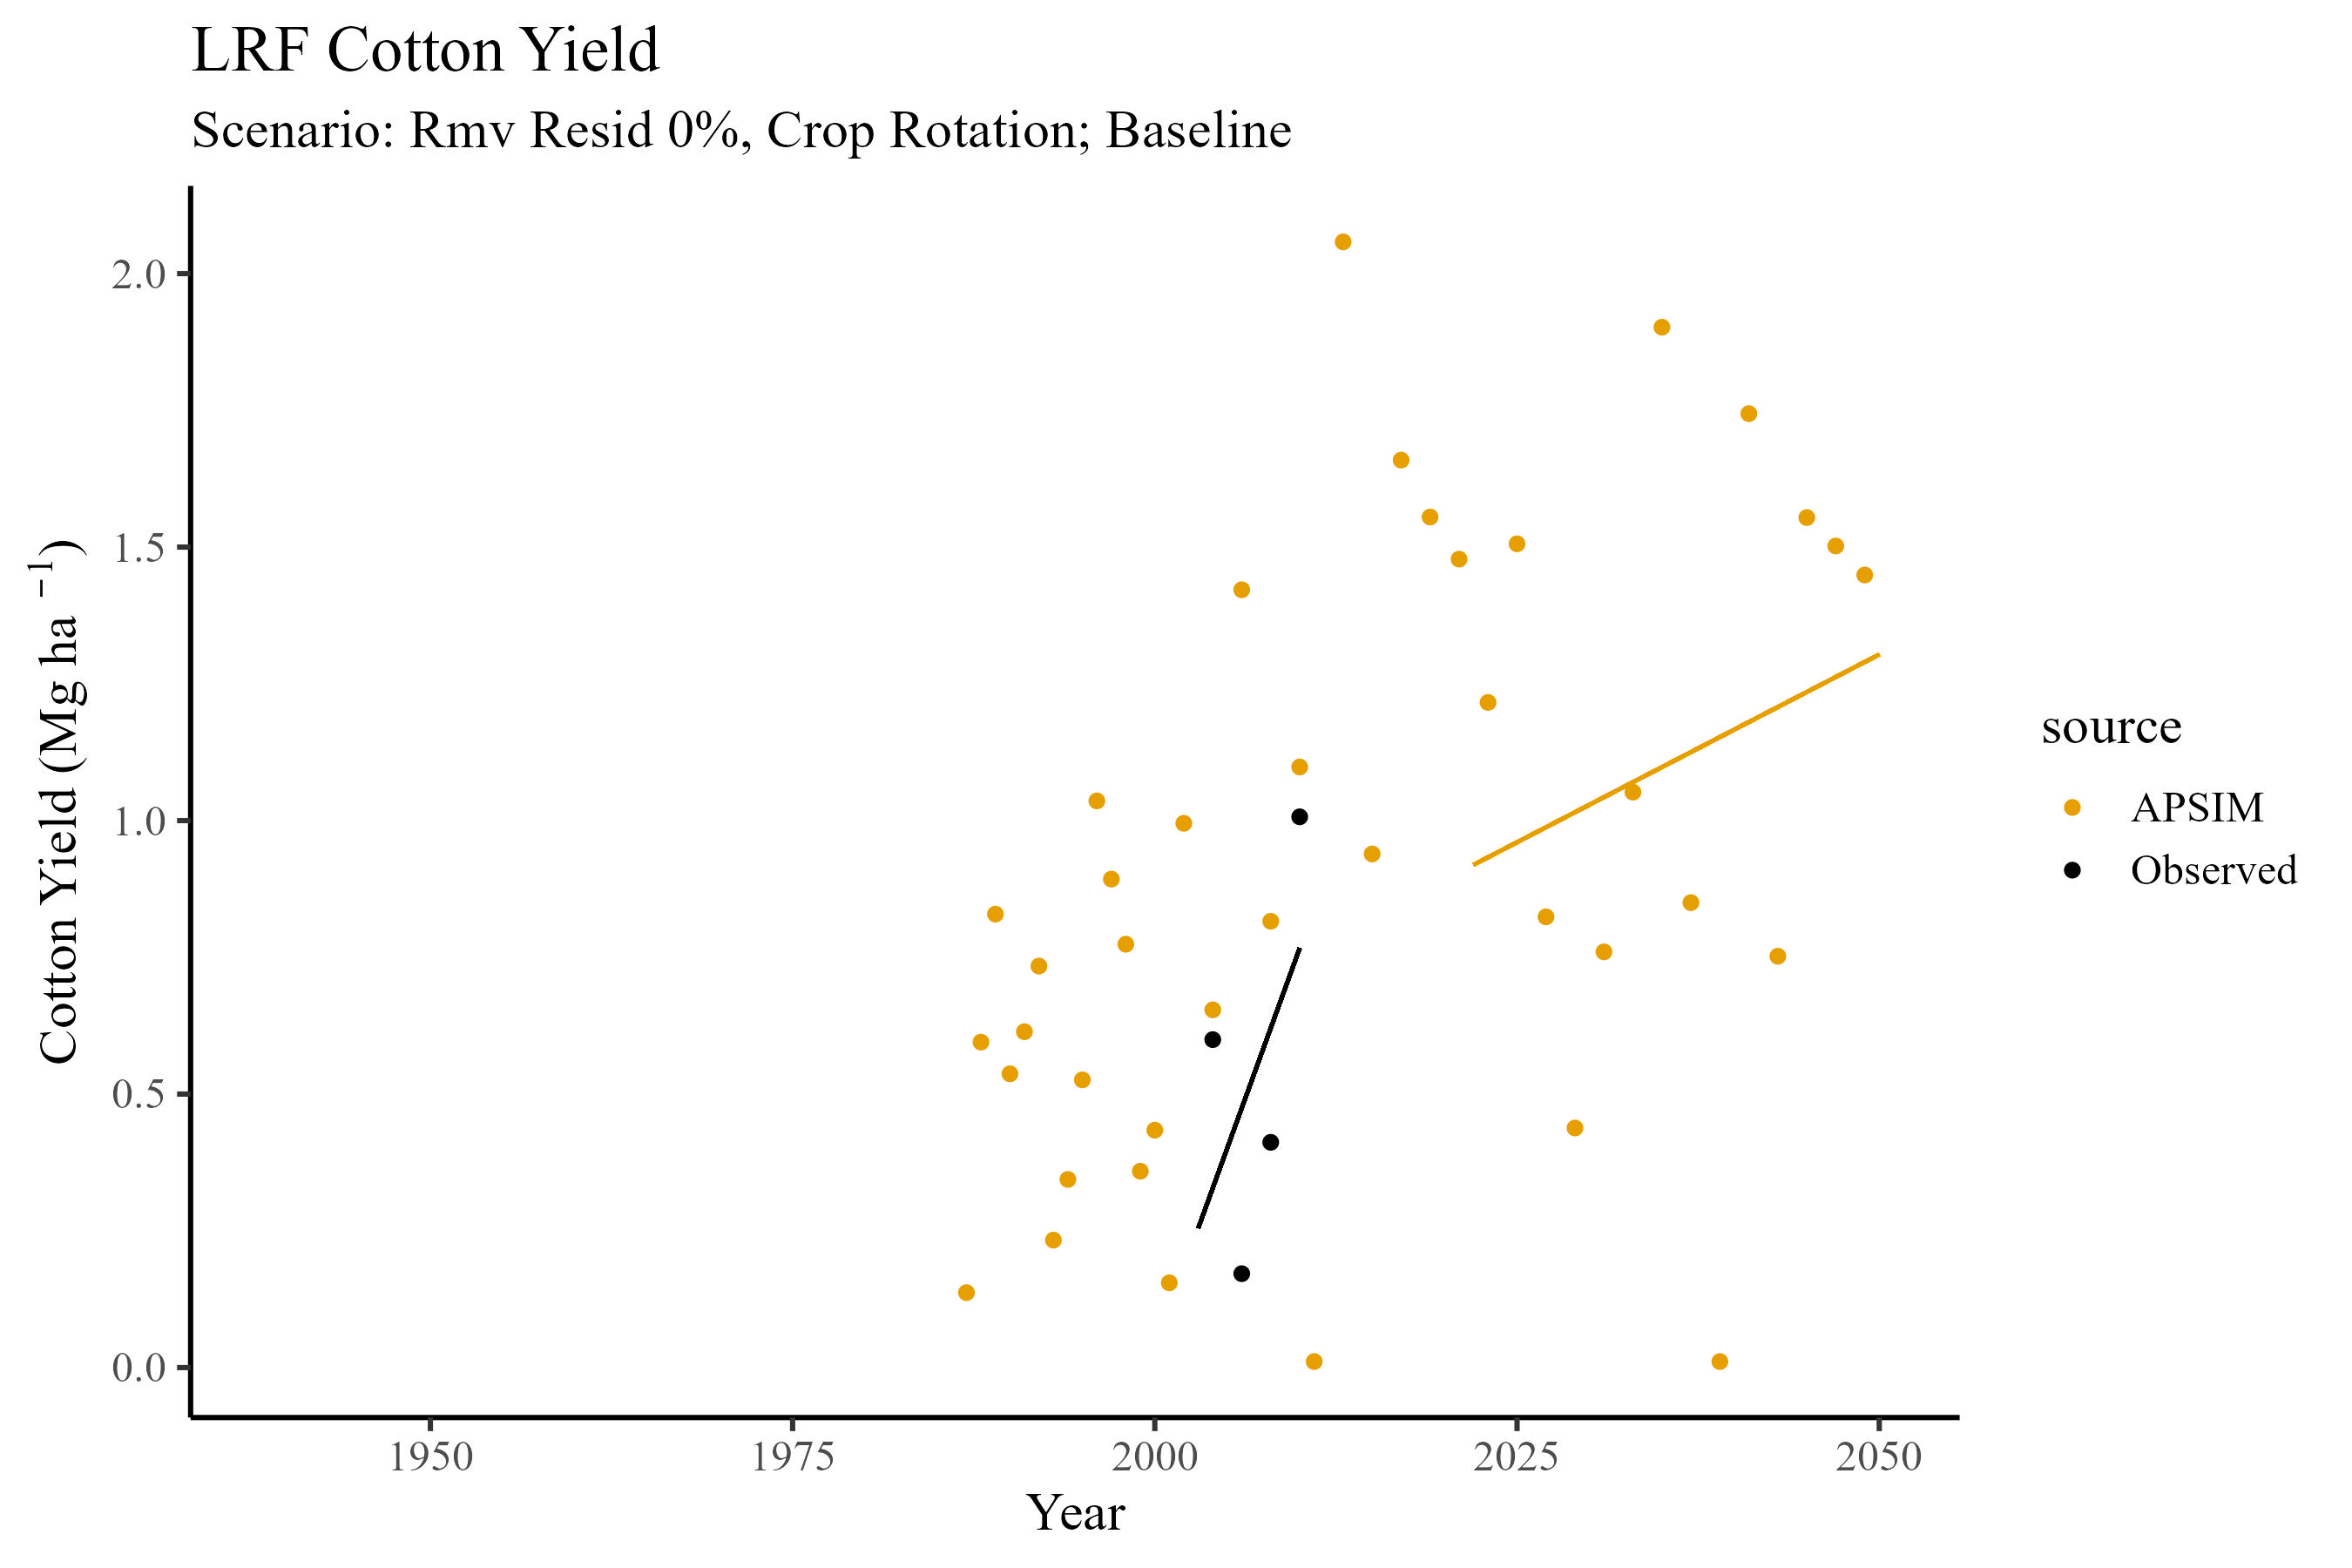 LRF Cotton Yield
Scenario: Rmv Resid 0%, Crop Rotation; Baseline
Cotton Yield (Mg ha⁻¹)
2.0
1.5
1.0
0.5
0.0
1950 1975 2000 2025 2050
Year
source
APSIM
Observed